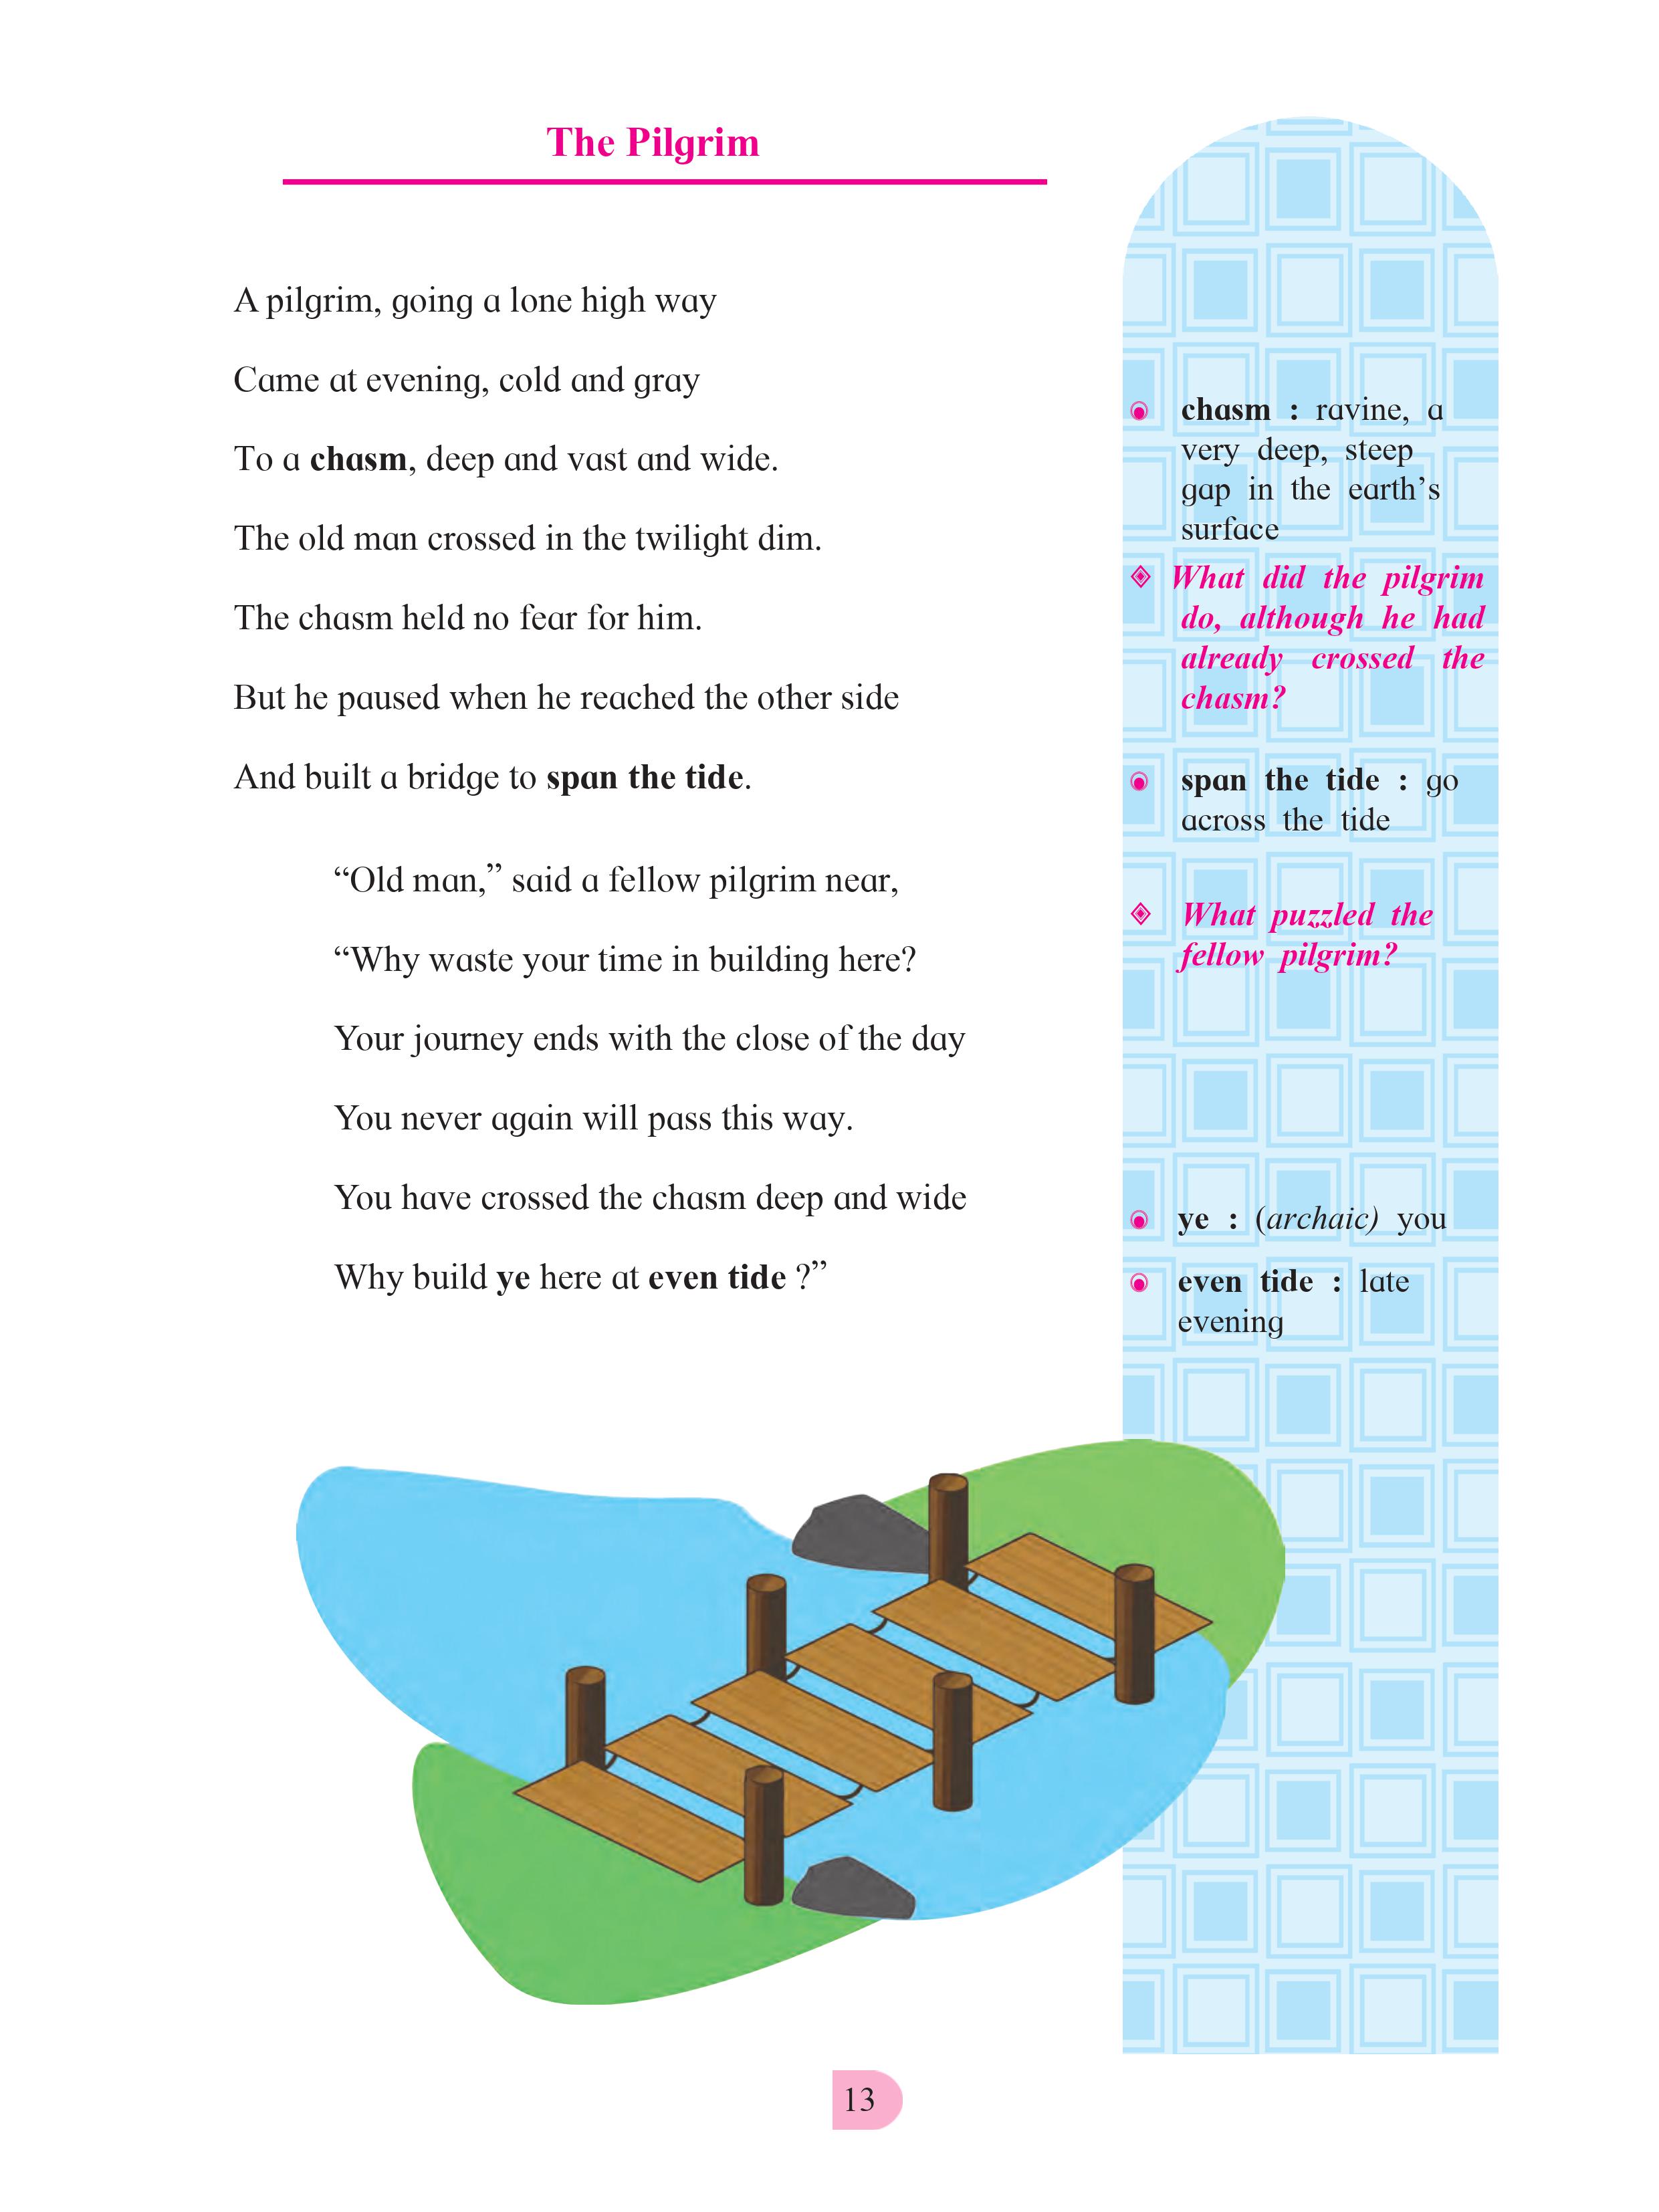 The Pilgrim
A pilgrim, going a lone high way
Came at evening, cold and gray
To a chasm, deep and vast and wide.
The old man crossed in the twilight dim.
The chasm held no fear for him.
But he paused when he reached the other side
And built a bridge to span the tide.
“Old man,” said a fellow pilgrim near,
“Why waste your time in building here?
Your journey ends with the close of the day
You never again will pass this way.
You have crossed the chasm deep and wide
Why build ye here at even tide ?”
chasm : ravine, a
very deep, steep
gap in the earth’s
surface
What did the pilgrim
do, although he had
already crossed the
chasm?
span the tide : go
across the tide
What puzzled the
fellow pilgrim?
ye : (archaic) you
even tide : late
evening
13